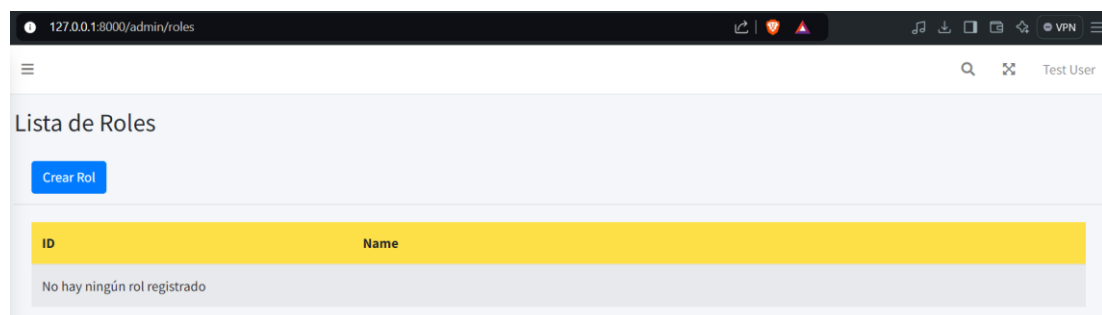 127.0.0.1:8000/admin/roles
VPN
Test User
Lista de Roles
Crear Rol
ID Name
No hay ningún rol registrado